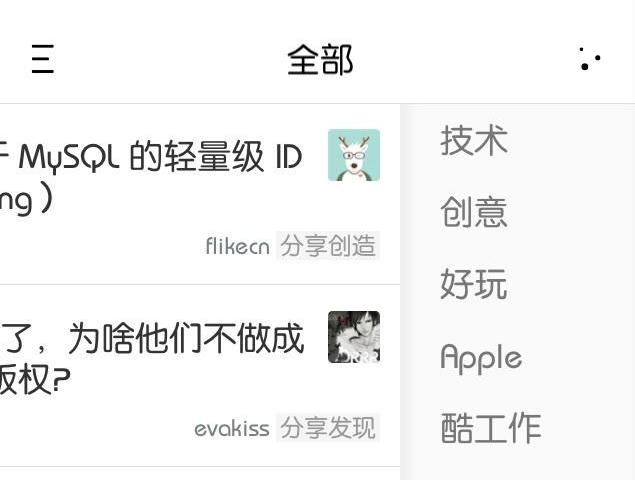 全部
MySQL 的轻量级 ID
ng )
flikecn 分享创造
了，为啥他们不做成
版权?
evakiss 分享发现
技术
创意
好玩
Apple
酷工作